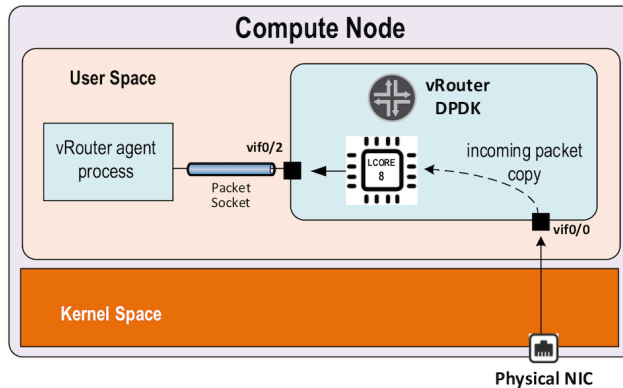 Compute Node
User Space
vRouter
DPDK
vRouter agent
process
vif0/2
Packet
Socket
LCORE
8
incoming packet
copy
vif0/0
Kernel Space
Physical NIC